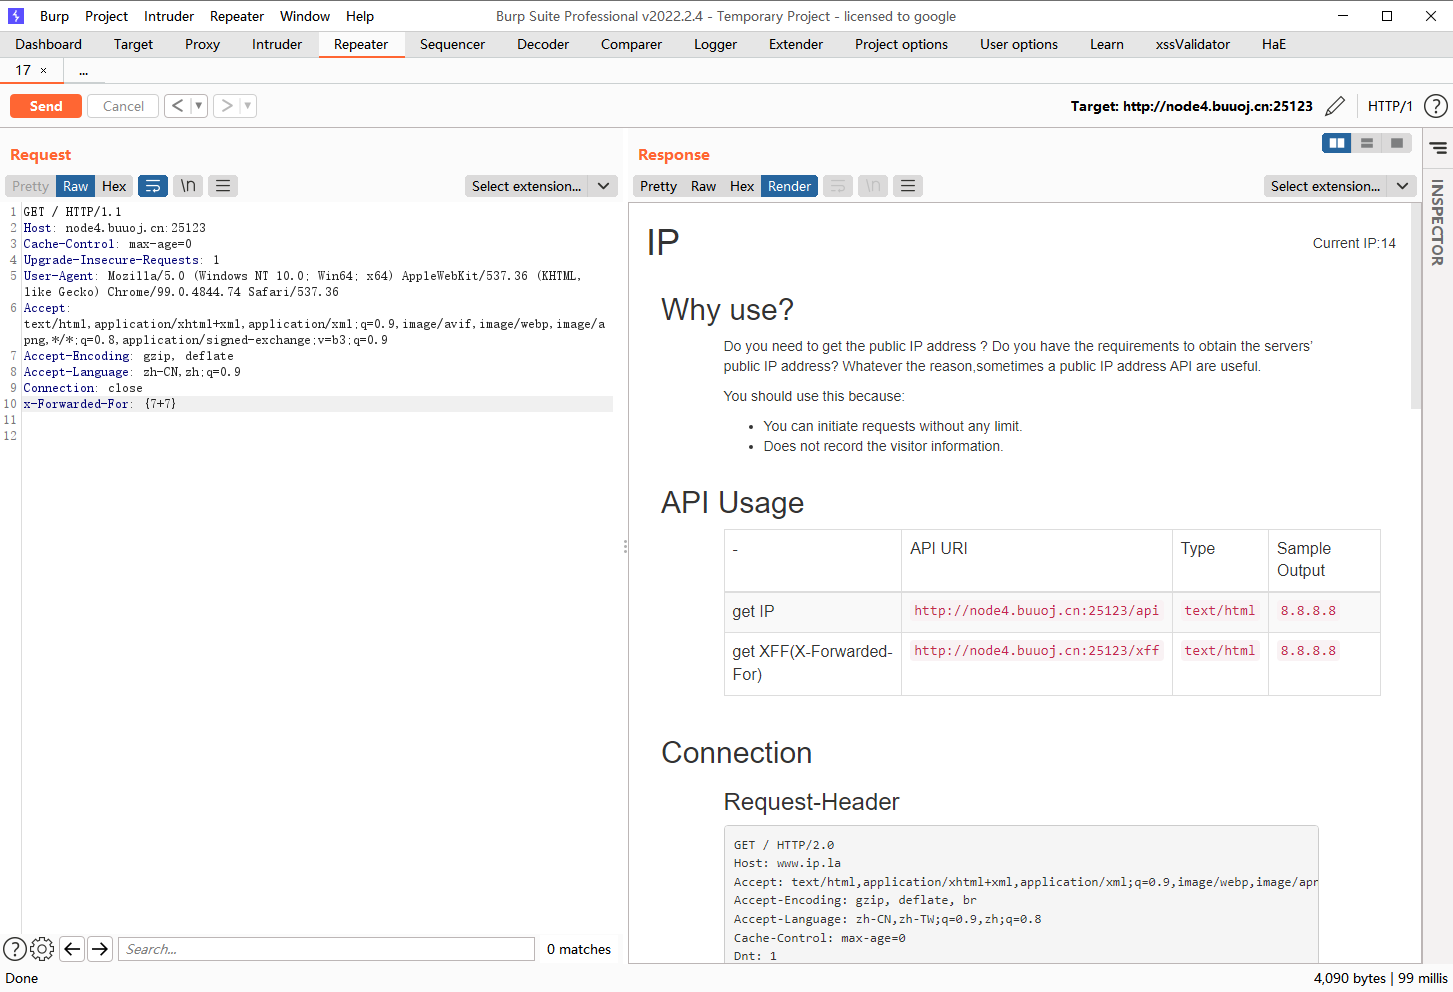 Burp Project Intruder Repeater Window Help Burp Suite Professional v2022.2.4 - Temporary Project - licensed to google
Dashboard Target Proxy Intruder Repeater Sequencer Decoder Comparer Logger Extender Project options User options Learn xssValidator HaE
17 × ...
Send Cancel < > Target: http://node4.buuoj.cn:25123 HTTP/1 ?
Request
Pretty Raw Hex \n Select extension...
1 GET / HTTP/1.1
2 Host: node4.buuoj.cn:25123
3 Cache-Control: max-age=0
4 Upgrade-Insecure-Requests: 1
5 User-Agent: Mozilla/5.0 (Windows NT 10.0; Win64; x64) AppleWebKit/537.36 (KHTML,
like Gecko) Chrome/99.0.4844.74 Safari/537.36
6 Accept:
text/html,application/xhtml+xml,application/xml;q=0.9,image/avif,image/webp,image/a
png,*/*;q=0.8,application/signed-exchange;v=b3;q=0.9
7 Accept-Encoding: gzip, deflate
8 Accept-Language: zh-CN,zh;q=0.9
9 Connection: close
10 x-Forwarded-For: {7+7}
11
12
? Search... 0 matches
Response
Pretty Raw Hex Render \n Select extension...
INSPECTOR
IP Current IP:14
Why use?
Do you need to get the public IP address ? Do you have the requirements to obtain the servers’
public IP address? Whatever the reason,sometimes a public IP address API are useful.
You should use this because:
• You can initiate requests without any limit.
• Does not record the visitor information.
API Usage
- API URI Type Sample
Output
get IP http://node4.buuoj.cn:25123/api text/html 8.8.8.8
get XFF(X-Forwarded- http://node4.buuoj.cn:25123/xff text/html 8.8.8.8
For)
Connection
Request-Header
GET / HTTP/2.0
Host: www.ip.la
Accept: text/html,application/xhtml+xml,application/xml;q=0.9,image/webp,image/apr
Accept-Encoding: gzip, deflate, br
Accept-Language: zh-CN,zh-TW;q=0.9,zh;q=0.8
Cache-Control: max-age=0
Dnt: 1
Done 4,090 bytes | 99 millis